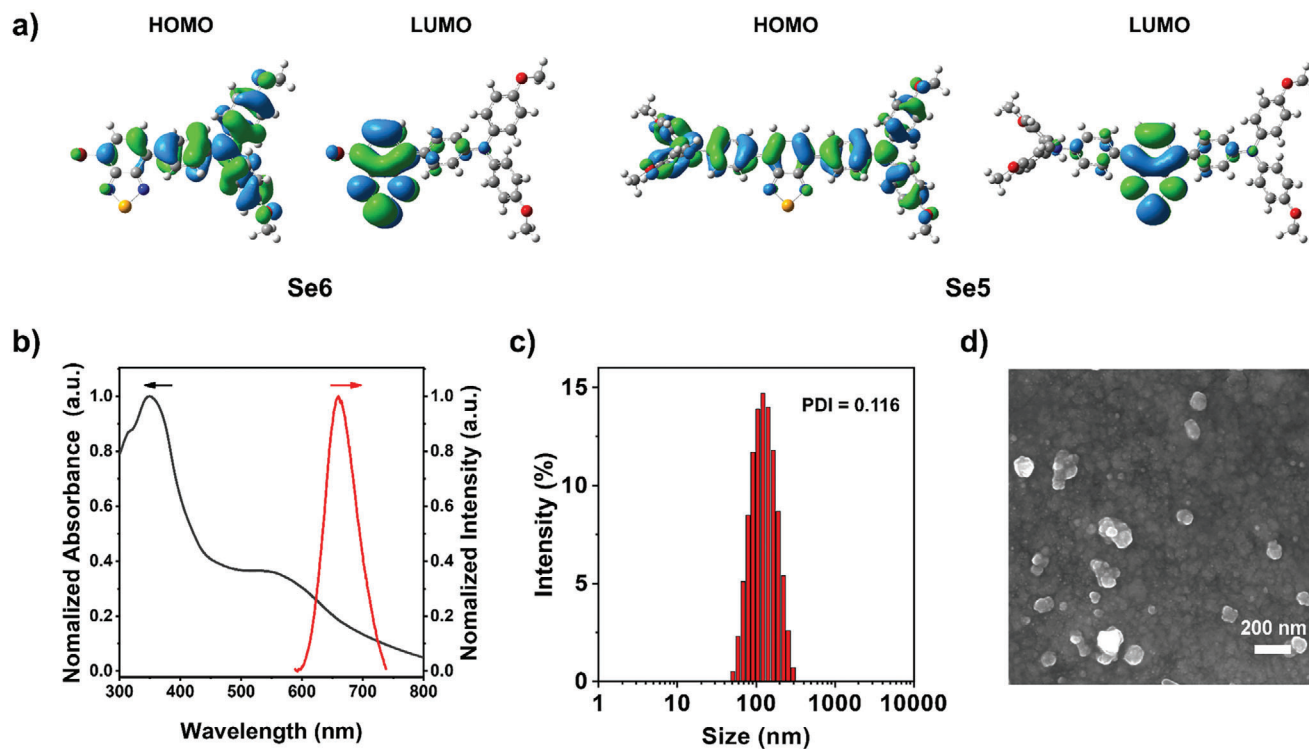 a)
HOMO
LUMO
HOMO
LUMO
Se6
Se5
b)
Nomalized Absorbance (a.u.)
1.0
0.8
0.6
0.4
0.2
0.0
300
400
500
600
700
800
Wavelength (nm)
1.0
0.8
0.6
0.4
0.2
0.0
Nomalized Intensity (a.u.)
c)
Intensity (%)
15
10
5
0
PDI = 0.116
1
10
100
1000
10000
Size (nm)
d)
200 nm